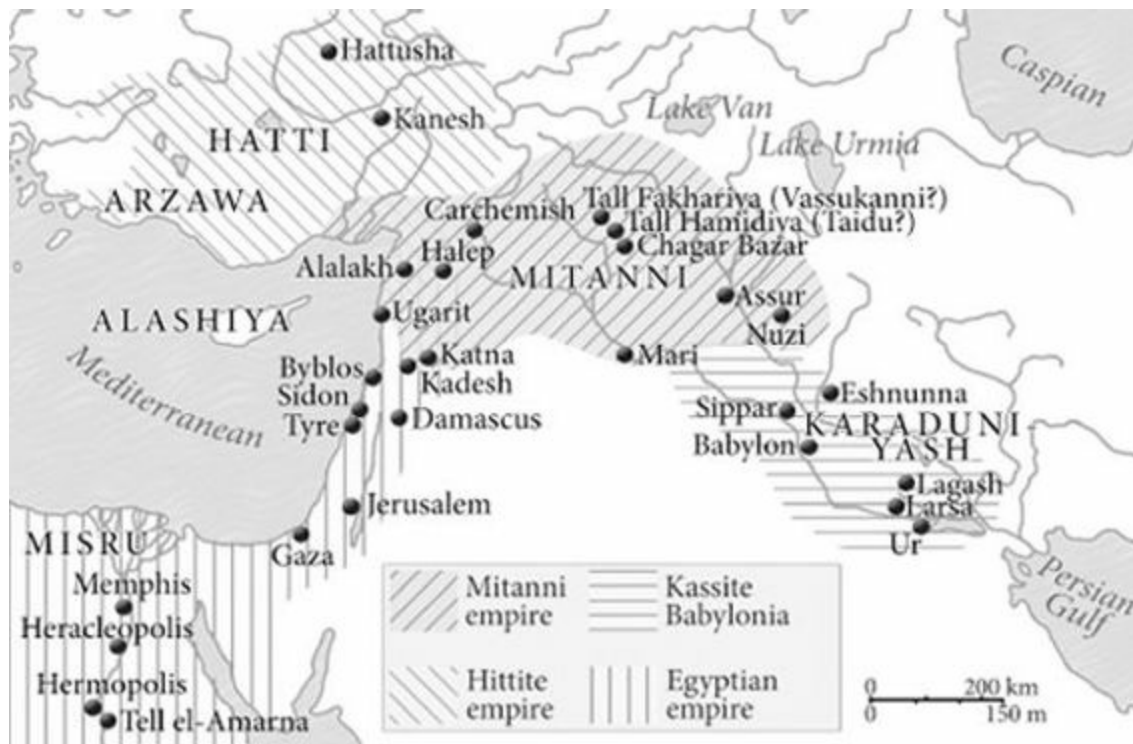 Hattusha
Caspian
Lake Van
Kanesh
HATTI
Lake Urmia
ARZAWA
Tall Fakhariya (Vassukanni?)
Carchemish
Tall Hamidiya (Taidu?)
Halep
Chagar Bazar
Alalakh
MITANNI
Assur
Ugarit
ALASHIYA
Nuzi
Mediterranean
Katna
Mari
Byblos
Kadesh
Sidon
Eshnunna
Tyre
Damascus
Sippar
KARADUNI-
YASH
Babylon
Lagash
Jerusalem
Larsa
MISRU
Gaza
Ur
Memphis
Persian
Gulf
Heracleopolis
Hermopolis
Tell el-Amarna
Mitanni
empire
Kassite
Babylonia
Hittite
empire
Egyptian
empire
0 200 km
0 150 m